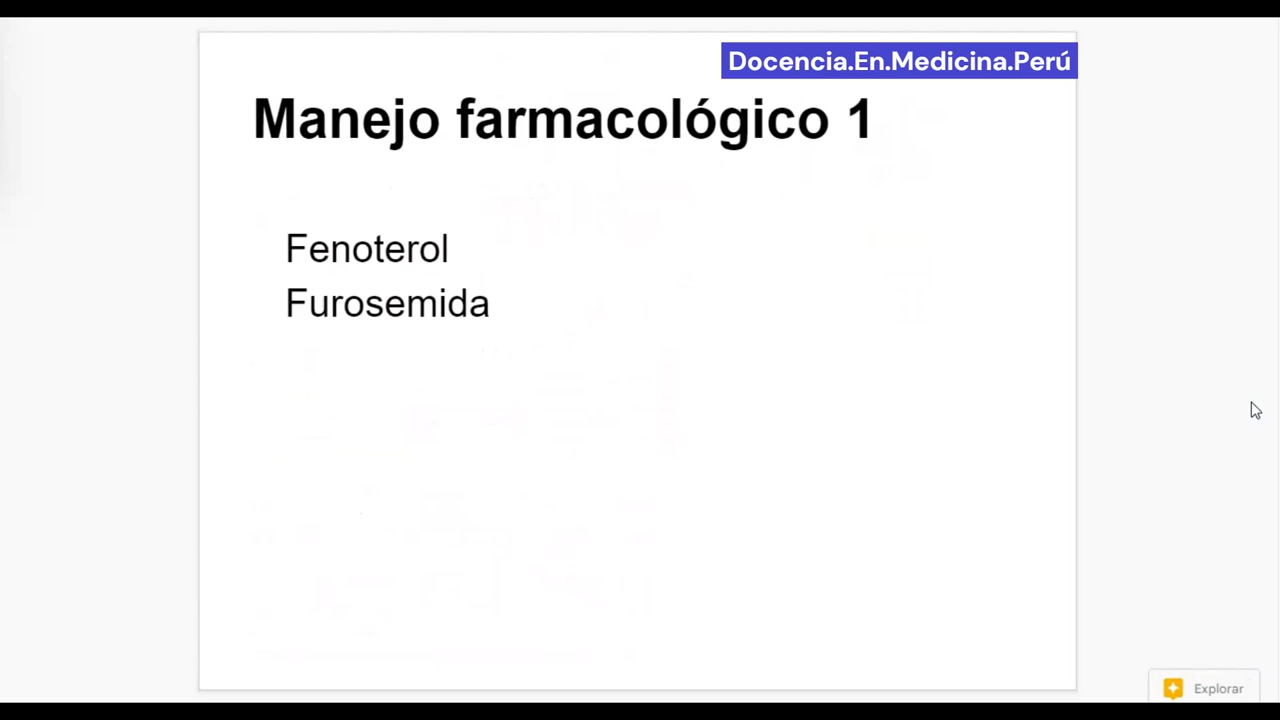 Docencia.En.Medicina.Perú
Manejo farmacológico 1
Fenoterol
Furosemida
Explorar